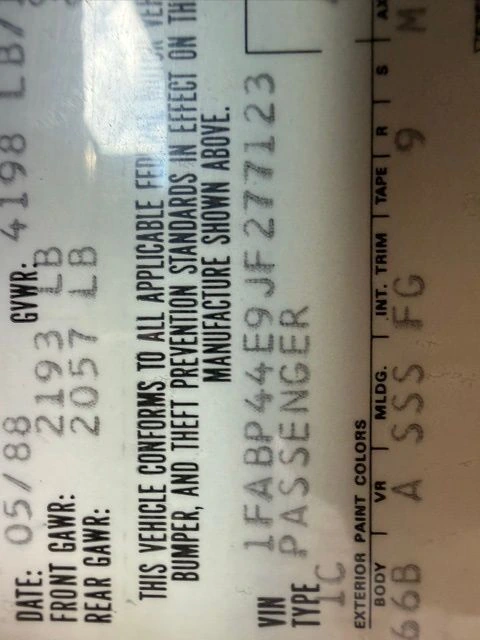 DATE: 05/88 GVWR: 4198 LB/
FRONT GAWR: 2193 LB
REAR GAWR: 2057 LB
THIS VEHICLE CONFORMS TO ALL APPLICABLE
BUMPER, AND THEFT PREVENTION STANDARDS IN EFFECT ON TH
MANUFACTURE SHOWN ABOVE.
VIN 1FABP44E9JF277123
TYPE PASSENGER
1C
EXTERIOR PAINT COLORS
BODY VR MLDG. INT. TRIM TAPE R S AX
66B A SSS FG 9 M